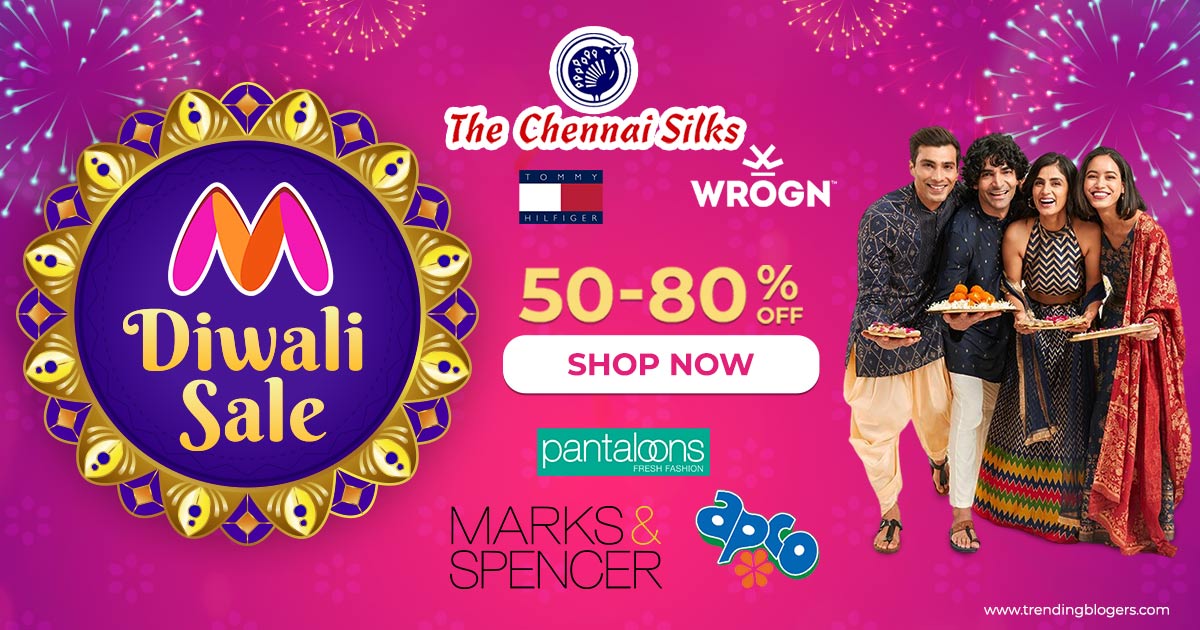 The Chennai Silks
TOMMY
HILFIGER
WROGN™
M
Diwali
Sale
50-80% OFF
SHOP NOW
pantaloons
FRESH FASHION
MARKS &
SPENCER
apco
www.trendingblogers.com